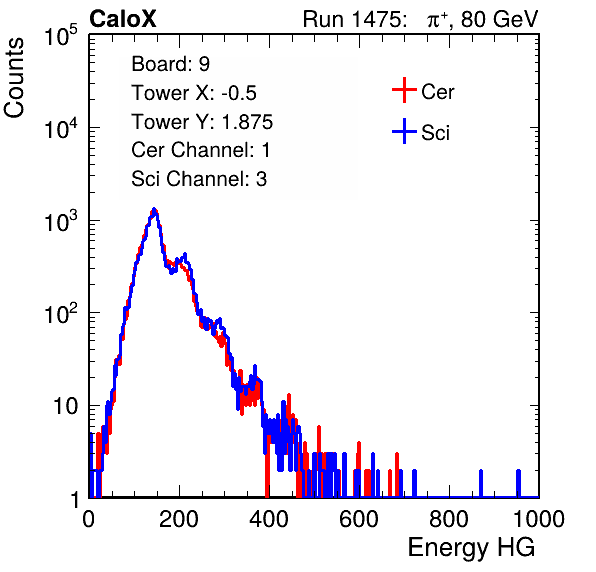 CaloX Run 1475: π⁺, 80 GeV
Counts
Board: 9
Tower X: -0.5
Tower Y: 1.875
Cer Channel: 1
Sci Channel: 3
Cer
Sci
10⁵
10⁴
10³
10²
10
1
0 200 400 600 800 1000
Energy HG